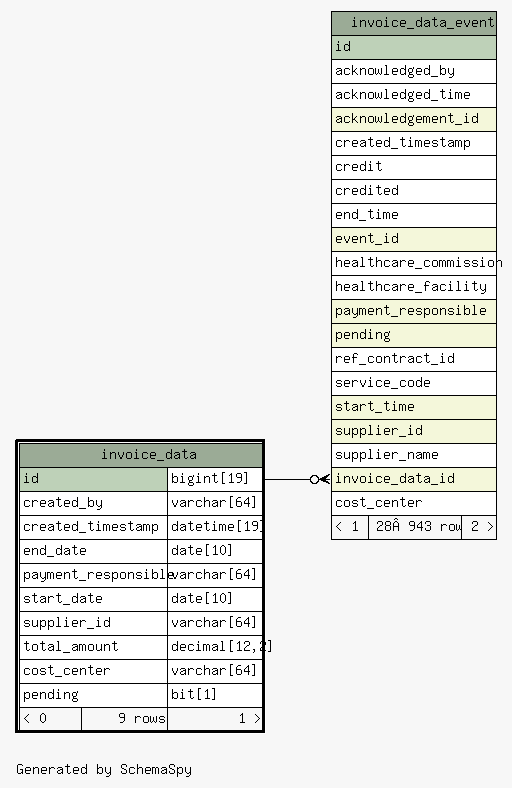 invoice_data_event
id
acknowledged_by
acknowledged_time
acknowledgement_id
created_timestamp
credit
credited
end_time
event_id
healthcare_commission
healthcare_facility
payment_responsible
pending
ref_contract_id
service_code
start_time
supplier_id
supplier_name
invoice_data_id
cost_center
< 1 28Â 943 row 2 >
invoice_data
id bigint[19]
created_by varchar[64]
created_timestamp datetime[19]
end_date date[10]
payment_responsible varchar[64]
start_date date[10]
supplier_id varchar[64]
total_amount decimal[12,2]
cost_center varchar[64]
pending bit[1]
< 0 9 rows 1 >
Generated by SchemaSpy